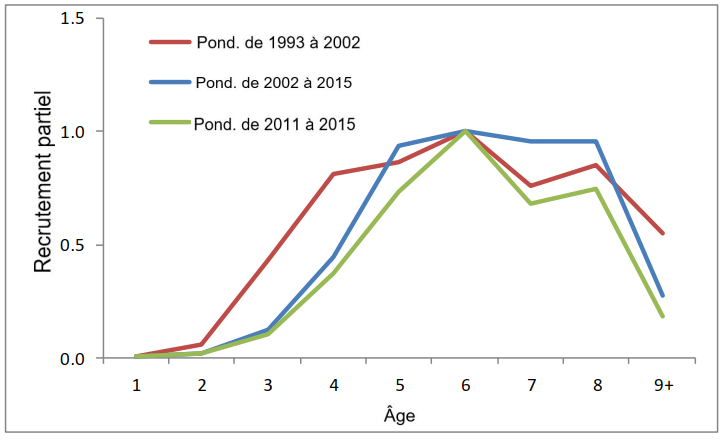 1.5
Pond. de 1993 à 2002
Pond. de 2002 à 2015
Pond. de 2011 à 2015
1.0
0.5
0.0
Recrutement partiel
1 2 3 4 5 6 7 8 9+
Âge